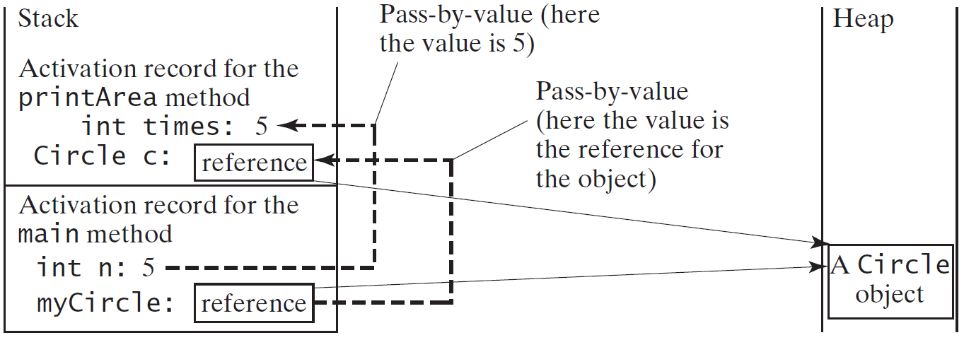 Stack
Activation record for the
printArea method
int times: 5
Circle c: reference
Activation record for the
main method
int n: 5
myCircle: reference
Pass-by-value (here
the value is 5)
Pass-by-value
(here the value is
the reference for
the object)
Heap
A Circle
object